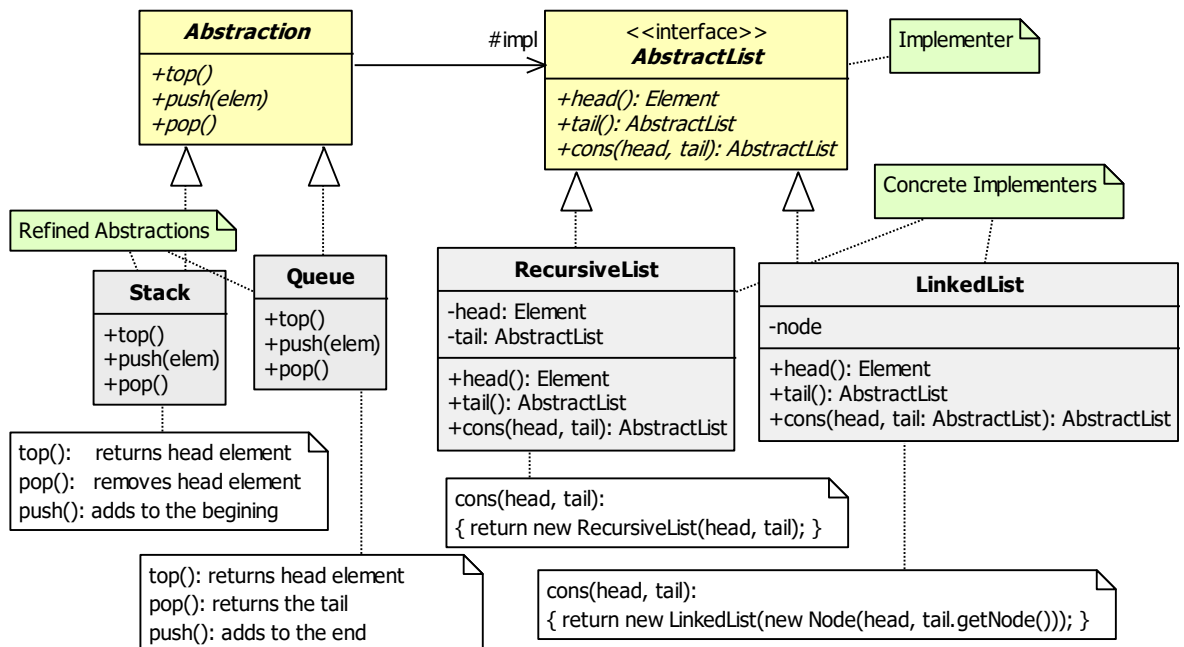 Abstraction
+top()
+push(elem)
+pop()
#impl
<<interface>>
AbstractList
+head(): Element
+tail(): AbstractList
+cons(head, tail): AbstractList
Implementer
Refined Abstractions
Concrete Implementers
Stack
+top()
+push(elem)
+pop()
Queue
+top()
+push(elem)
+pop()
RecursiveList
-head: Element
-tail: AbstractList
+head(): Element
+tail(): AbstractList
+cons(head, tail): AbstractList
LinkedList
-node
+head(): Element
+tail(): AbstractList
+cons(head, tail: AbstractList): AbstractList
top(): returns head element
pop(): removes head element
push(): adds to the begining
top(): returns head element
pop(): returns the tail
push(): adds to the end
cons(head, tail):
{ return new RecursiveList(head, tail); }
cons(head, tail):
{ return new LinkedList(new Node(head, tail.getNode())); }